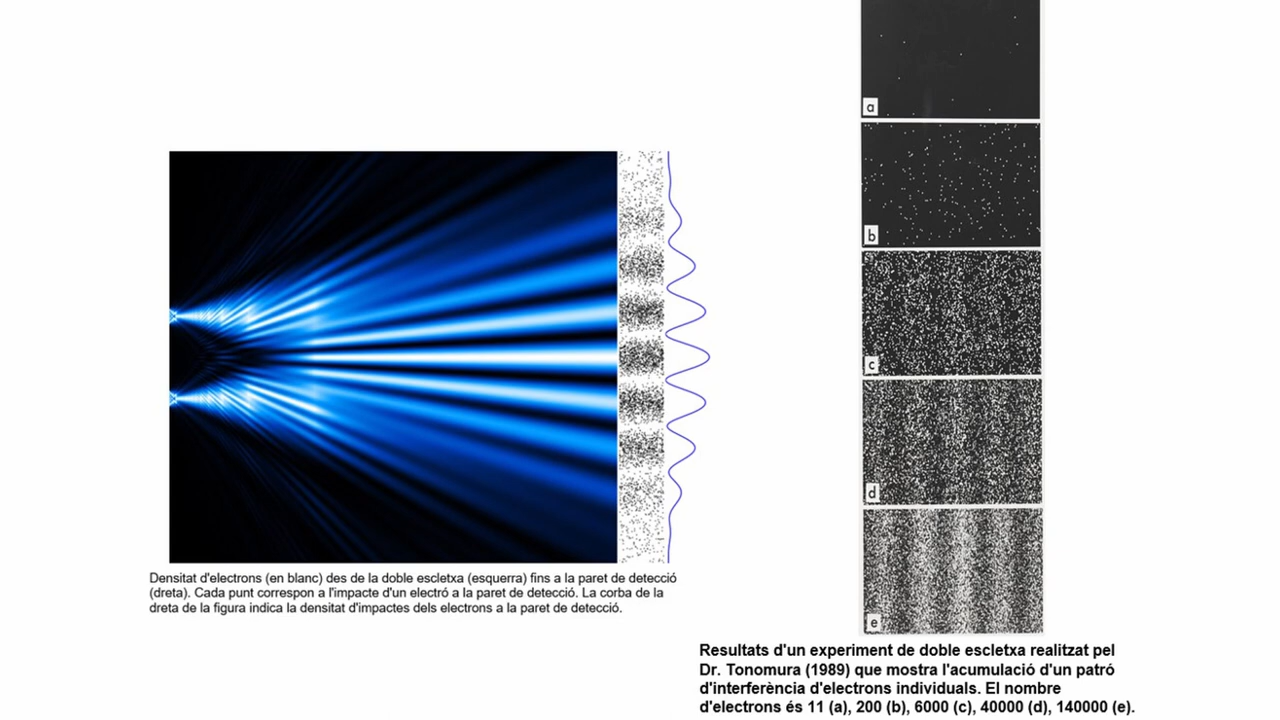 a
b
c
d
e
Densitat d'electrons (en blanc) des de la doble escletxa (esquerra) fins a la paret de detecció
(dreta). Cada punt correspon a l'impacte d'un electró a la paret de detecció. La corba de la
dreta de la figura indica la densitat d'impactes dels electrons a la paret de detecció.
Resultats d'un experiment de doble escletxa realitzat pel
Dr. Tonomura (1989) que mostra l'acumulació d'un patró
d'interferència d'electrons individuals. El nombre
d'electrons és 11 (a), 200 (b), 6000 (c), 40000 (d), 140000 (e).